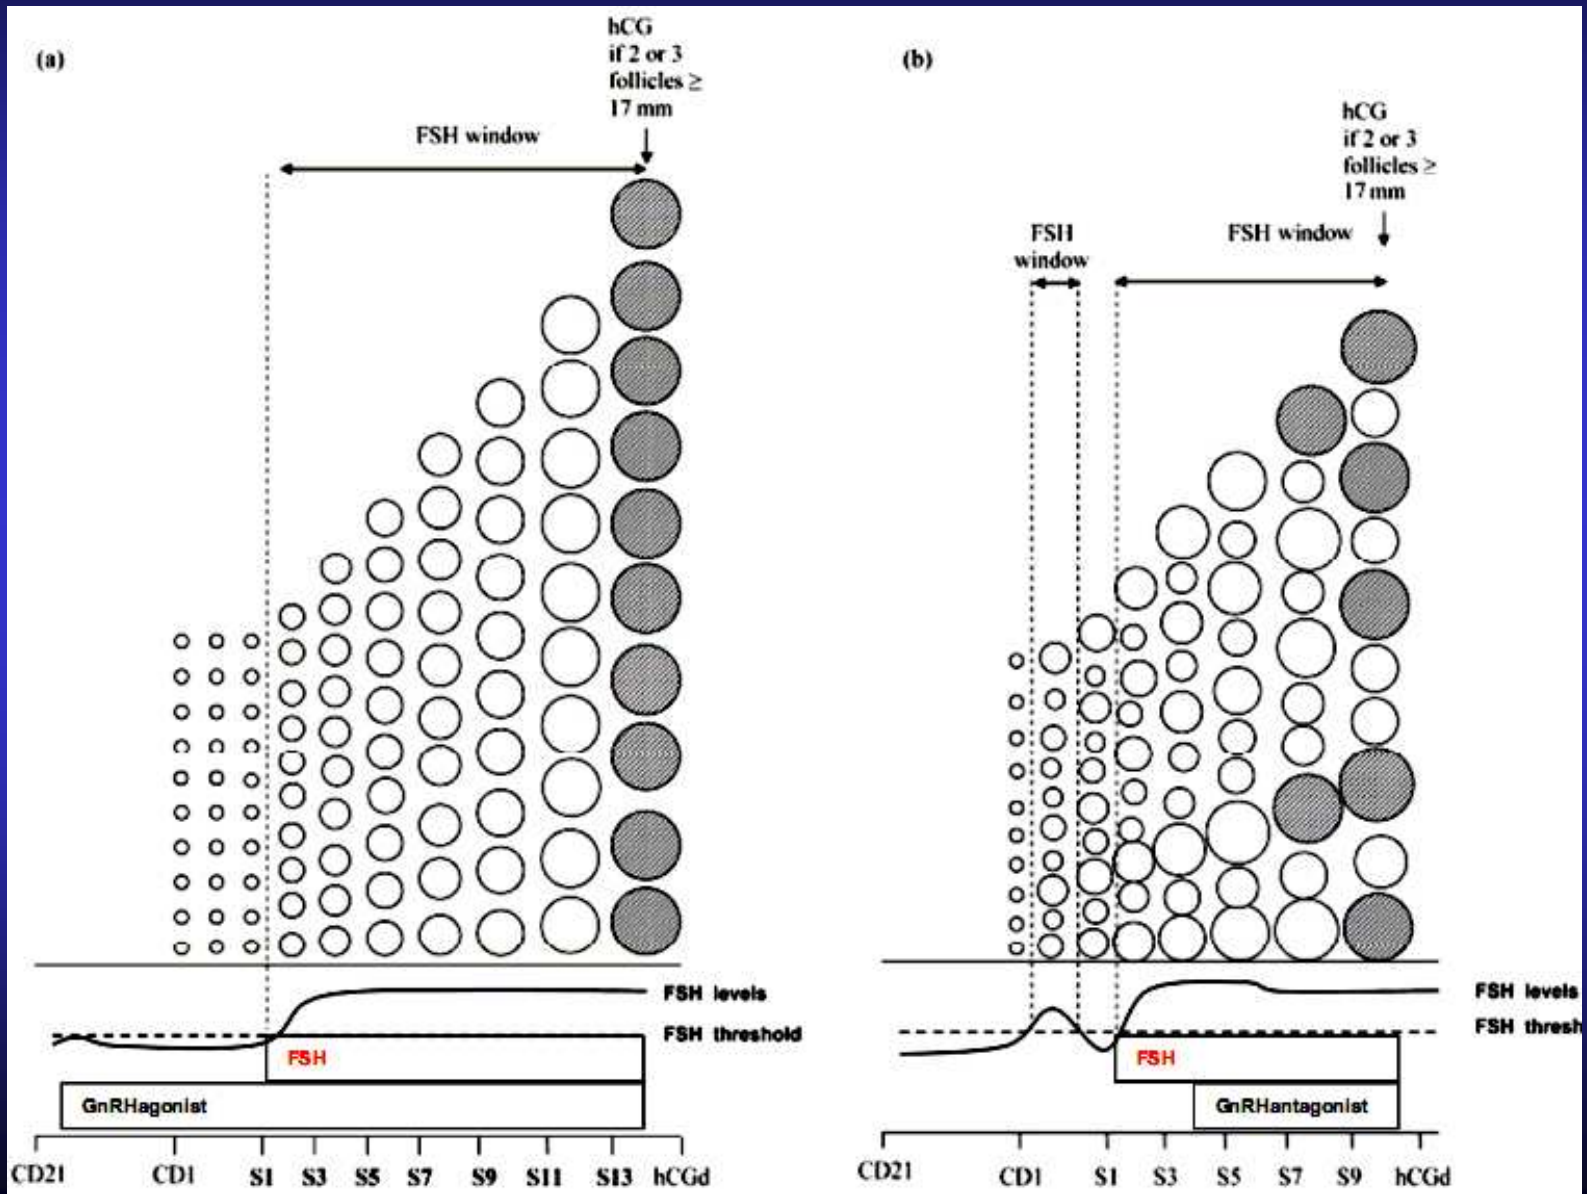 (a)
hCG
if 2 or 3
follicles ≥
17 mm
FSH window
FSH levels
FSH threshold
FSH
GnRHagonist
CD21 CD1 S1 S3 S5 S7 S9 S11 S13 hCGd
(b)
hCG
if 2 or 3
follicles ≥
17 mm
FSH
window
FSH window
FSH levels
FSH thresh
FSH
GnRHantagonist
CD21 CD1 S1 S3 S5 S7 S9 hCGd